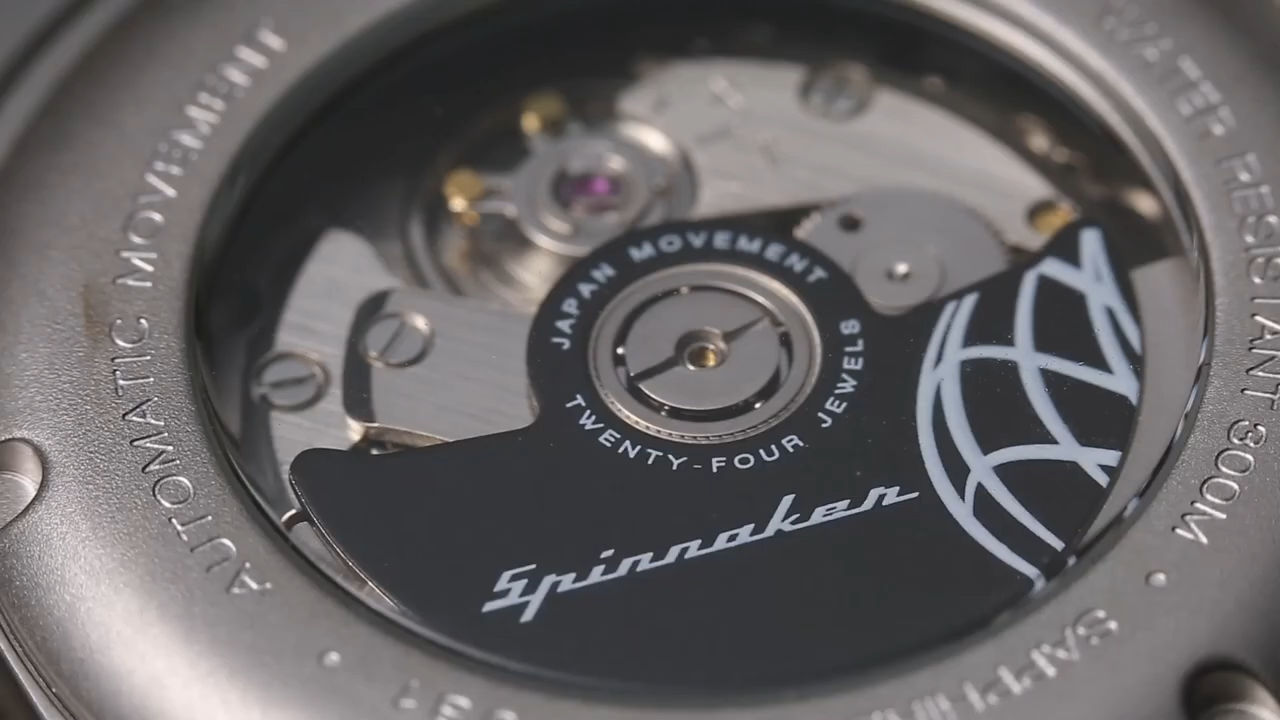 AUTOMATIC MOVEMENT
WATER RESISTANT 300M
JAPAN MOVEMENT
TWENTY-FOUR JEWELS
Spinnaker